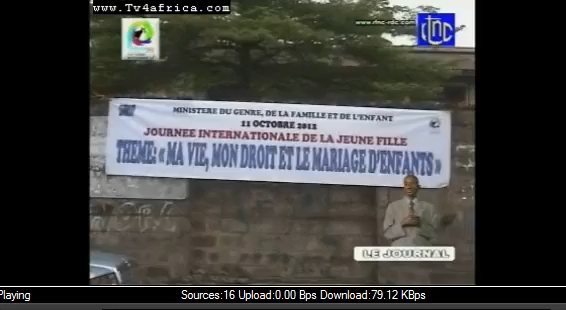 www.Tv4africa.com
www.rtnc-rdc.com
rtnc
MINISTERE DU GENRE, DE LA FAMILLE ET DE L'ENFANT
11 OCTOBRE 2012
JOURNEE INTERNATIONALE DE LA JEUNE FILLE
THEME: « MA VIE, MON DROIT ET LE MARIAGE D'ENFANTS »
LE JOURNAL
Playing
Sources:16 Upload:0.00 Bps Download:79.12 KBps